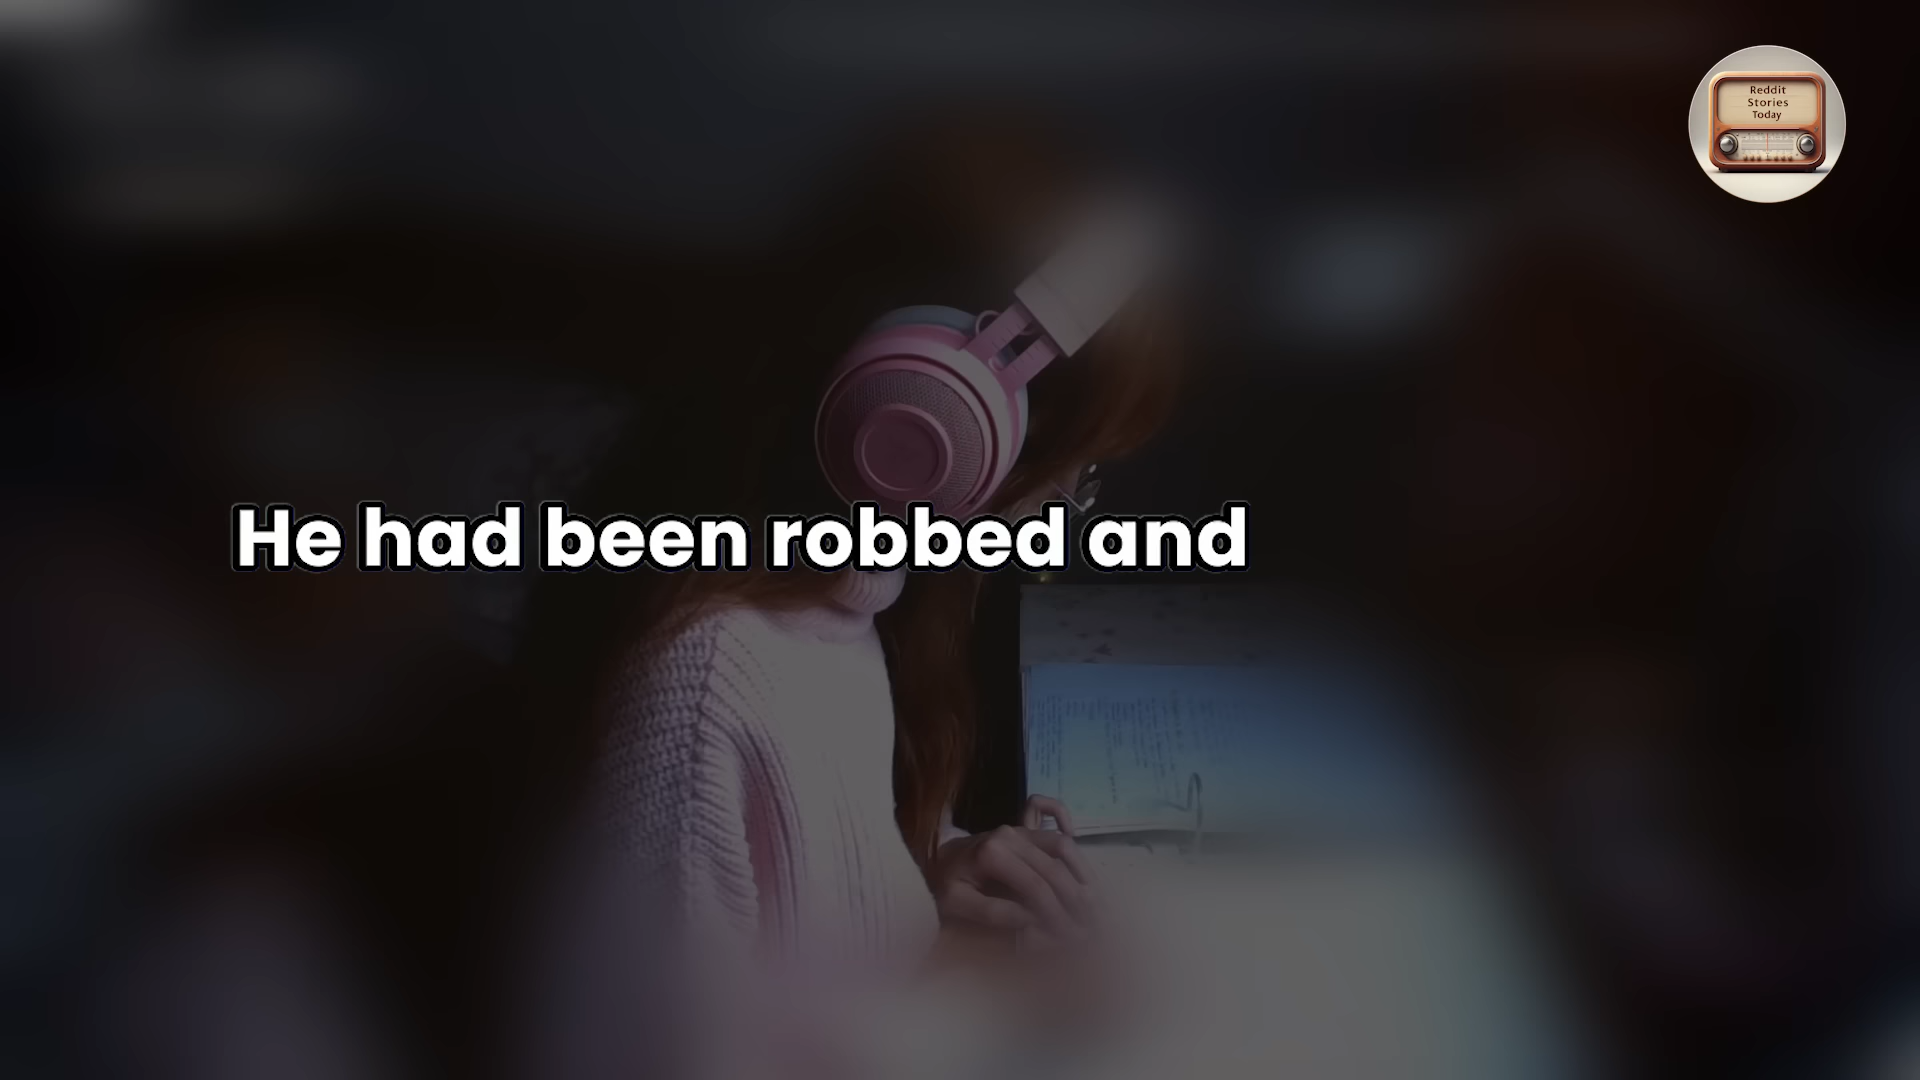 Reddit
Stories
Today
He had been robbed and